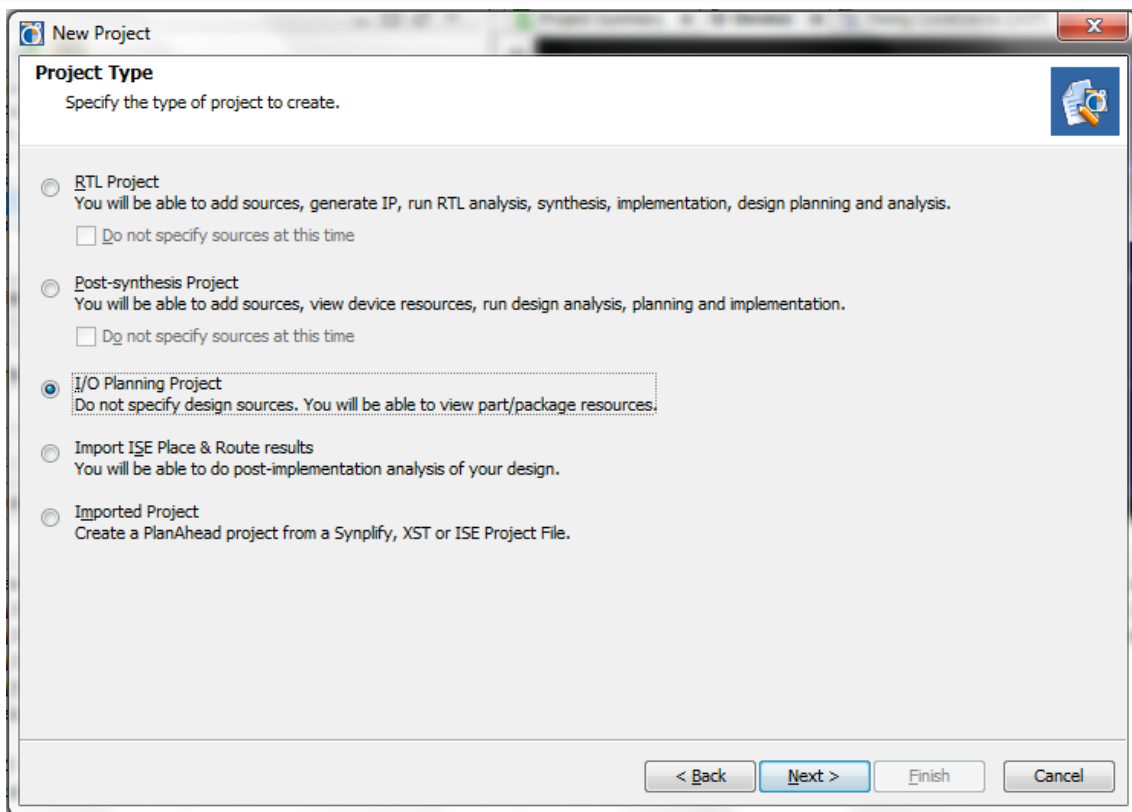 New Project
Project Type
Specify the type of project to create.
RTL Project
You will be able to add sources, generate IP, run RTL analysis, synthesis, implementation, design planning and analysis.
Do not specify sources at this time
Post-synthesis Project
You will be able to add sources, view device resources, run design analysis, planning and implementation.
Do not specify sources at this time
I/O Planning Project
Do not specify design sources. You will be able to view part/package resources.
Import ISE Place & Route results
You will be able to do post-implementation analysis of your design.
Imported Project
Create a PlanAhead project from a Synplify, XST or ISE Project File.
< Back Next > Finish Cancel